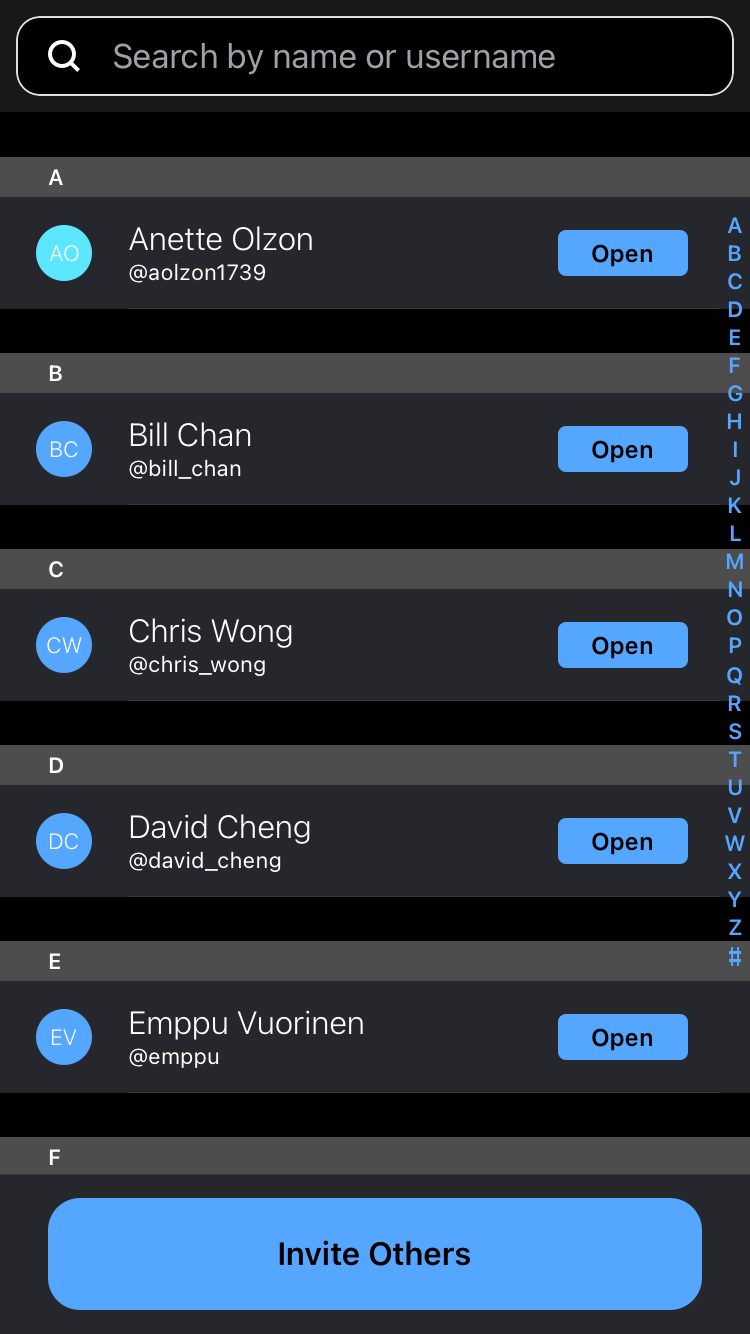 Search by name or username
A
AO
Anette Olzon
@aolzon1739
Open
B
BC
Bill Chan
@bill_chan
Open
C
CW
Chris Wong
@chris_wong
Open
D
DC
David Cheng
@david_cheng
Open
E
EV
Emppu Vuorinen
@emppu
Open
F
A
B
C
D
E
F
G
H
I
J
K
L
M
N
O
P
Q
R
S
T
U
V
W
X
Y
Z
#
Invite Others